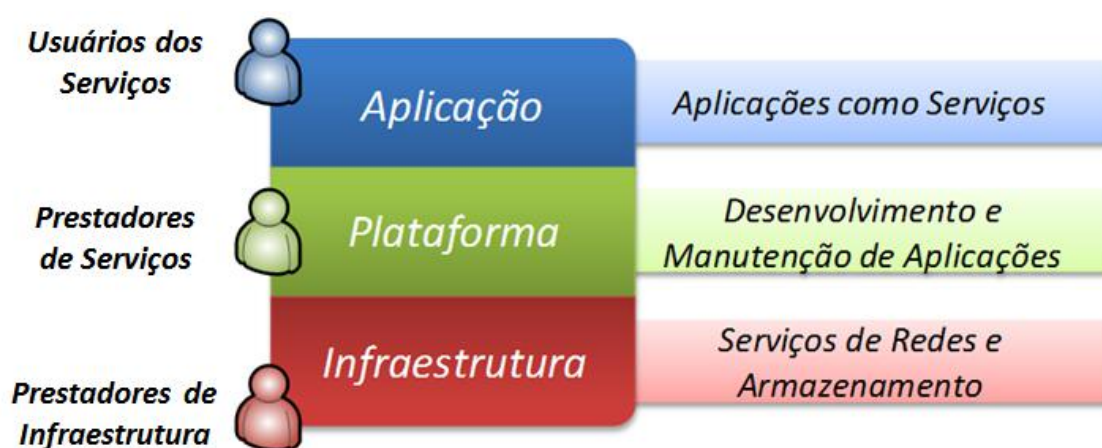 Usuários dos
Serviços
Aplicação
Aplicações como Serviços
Prestadores
de Serviços
Plataforma
Desenvolvimento e
Manutenção de Aplicações
Prestadores de
Infraestrutura
Infraestrutura
Serviços de Redes e
Armazenamento